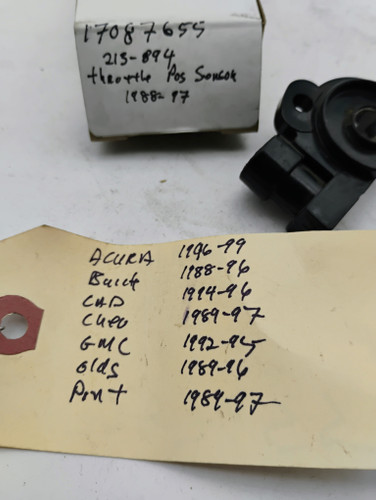 17087655
213-894
throttle Pos Sensor
1988-97
ACURA 1996-99
Buick 1988-96
CAD 1994-96
Chev 1989-97
GMC 1992-95
Olds 1989-96
Pont 1989-97